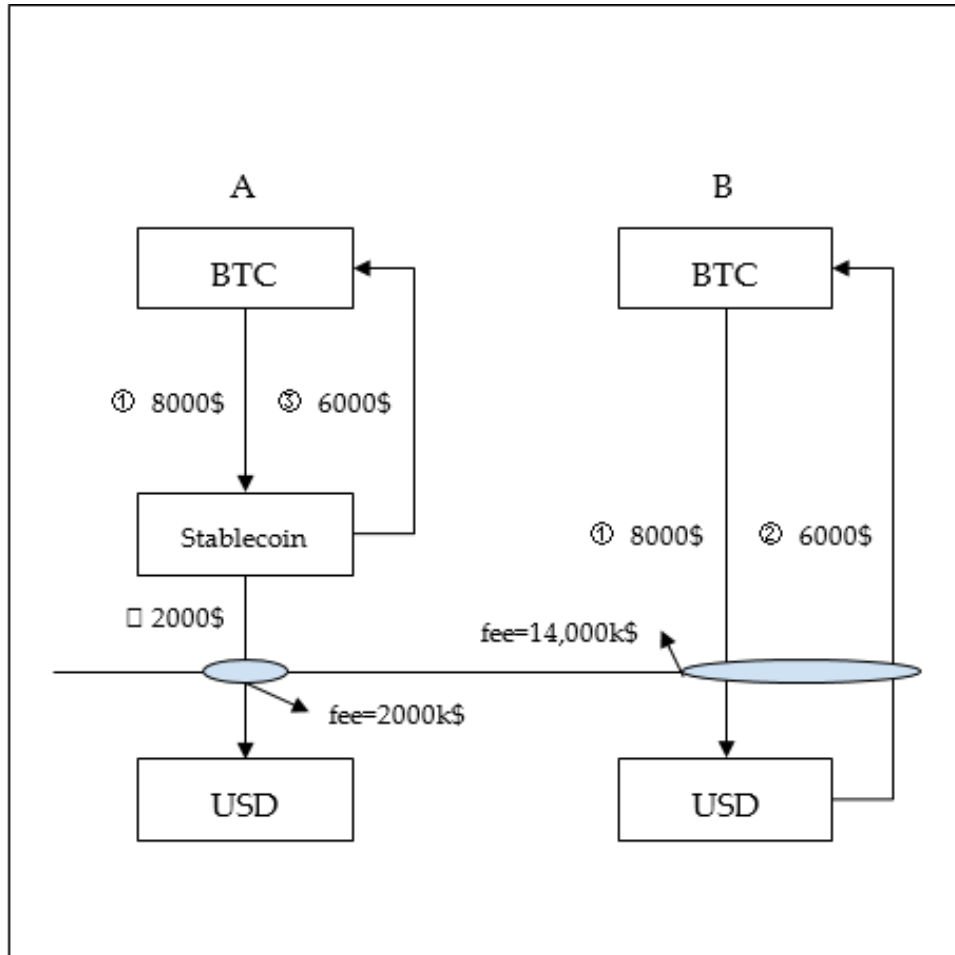 A
B
BTC
BTC
① 8000$
③ 6000$
Stablecoin
① 8000$
② 6000$
□ 2000$
fee=14,000k$
fee=2000k$
USD
USD